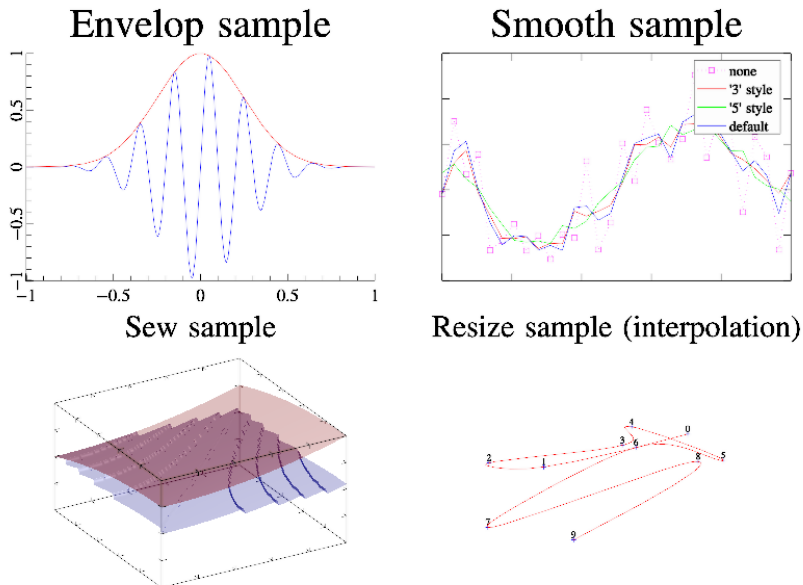 Envelop sample
Smooth sample
1
0.5
0
−0.5
−1
−1
−0.5
0
0.5
1
none
'3' style
'5' style
default
Sew sample
Resize sample (interpolation)
4
0
3
6
2
1
8
5
7
9